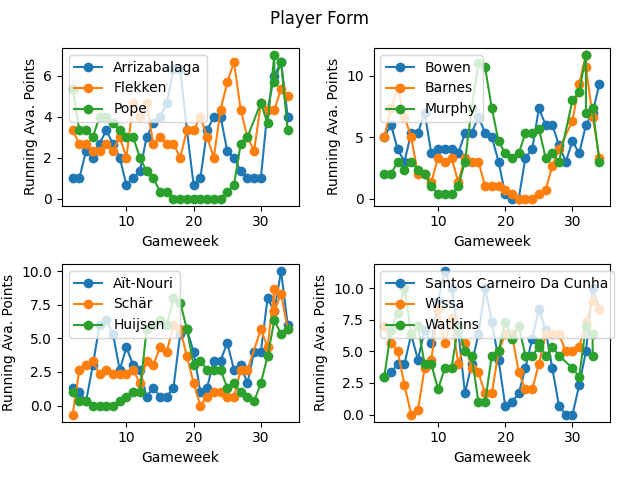 Player Form
Running Ava. Points
6
4
2
0
Arrizabalaga
Flekken
Pope
10
20
30
Gameweek
Running Ava. Points
10
5
0
Bowen
Barnes
Murphy
10
20
30
Gameweek
Running Ava. Points
10.0
7.5
5.0
2.5
0.0
Aït-Nouri
Schär
Huijsen
10
20
30
Gameweek
Running Ava. Points
10.0
7.5
5.0
2.5
0.0
Santos Carneiro Da Cunha
Wissa
Watkins
10
20
30
Gameweek